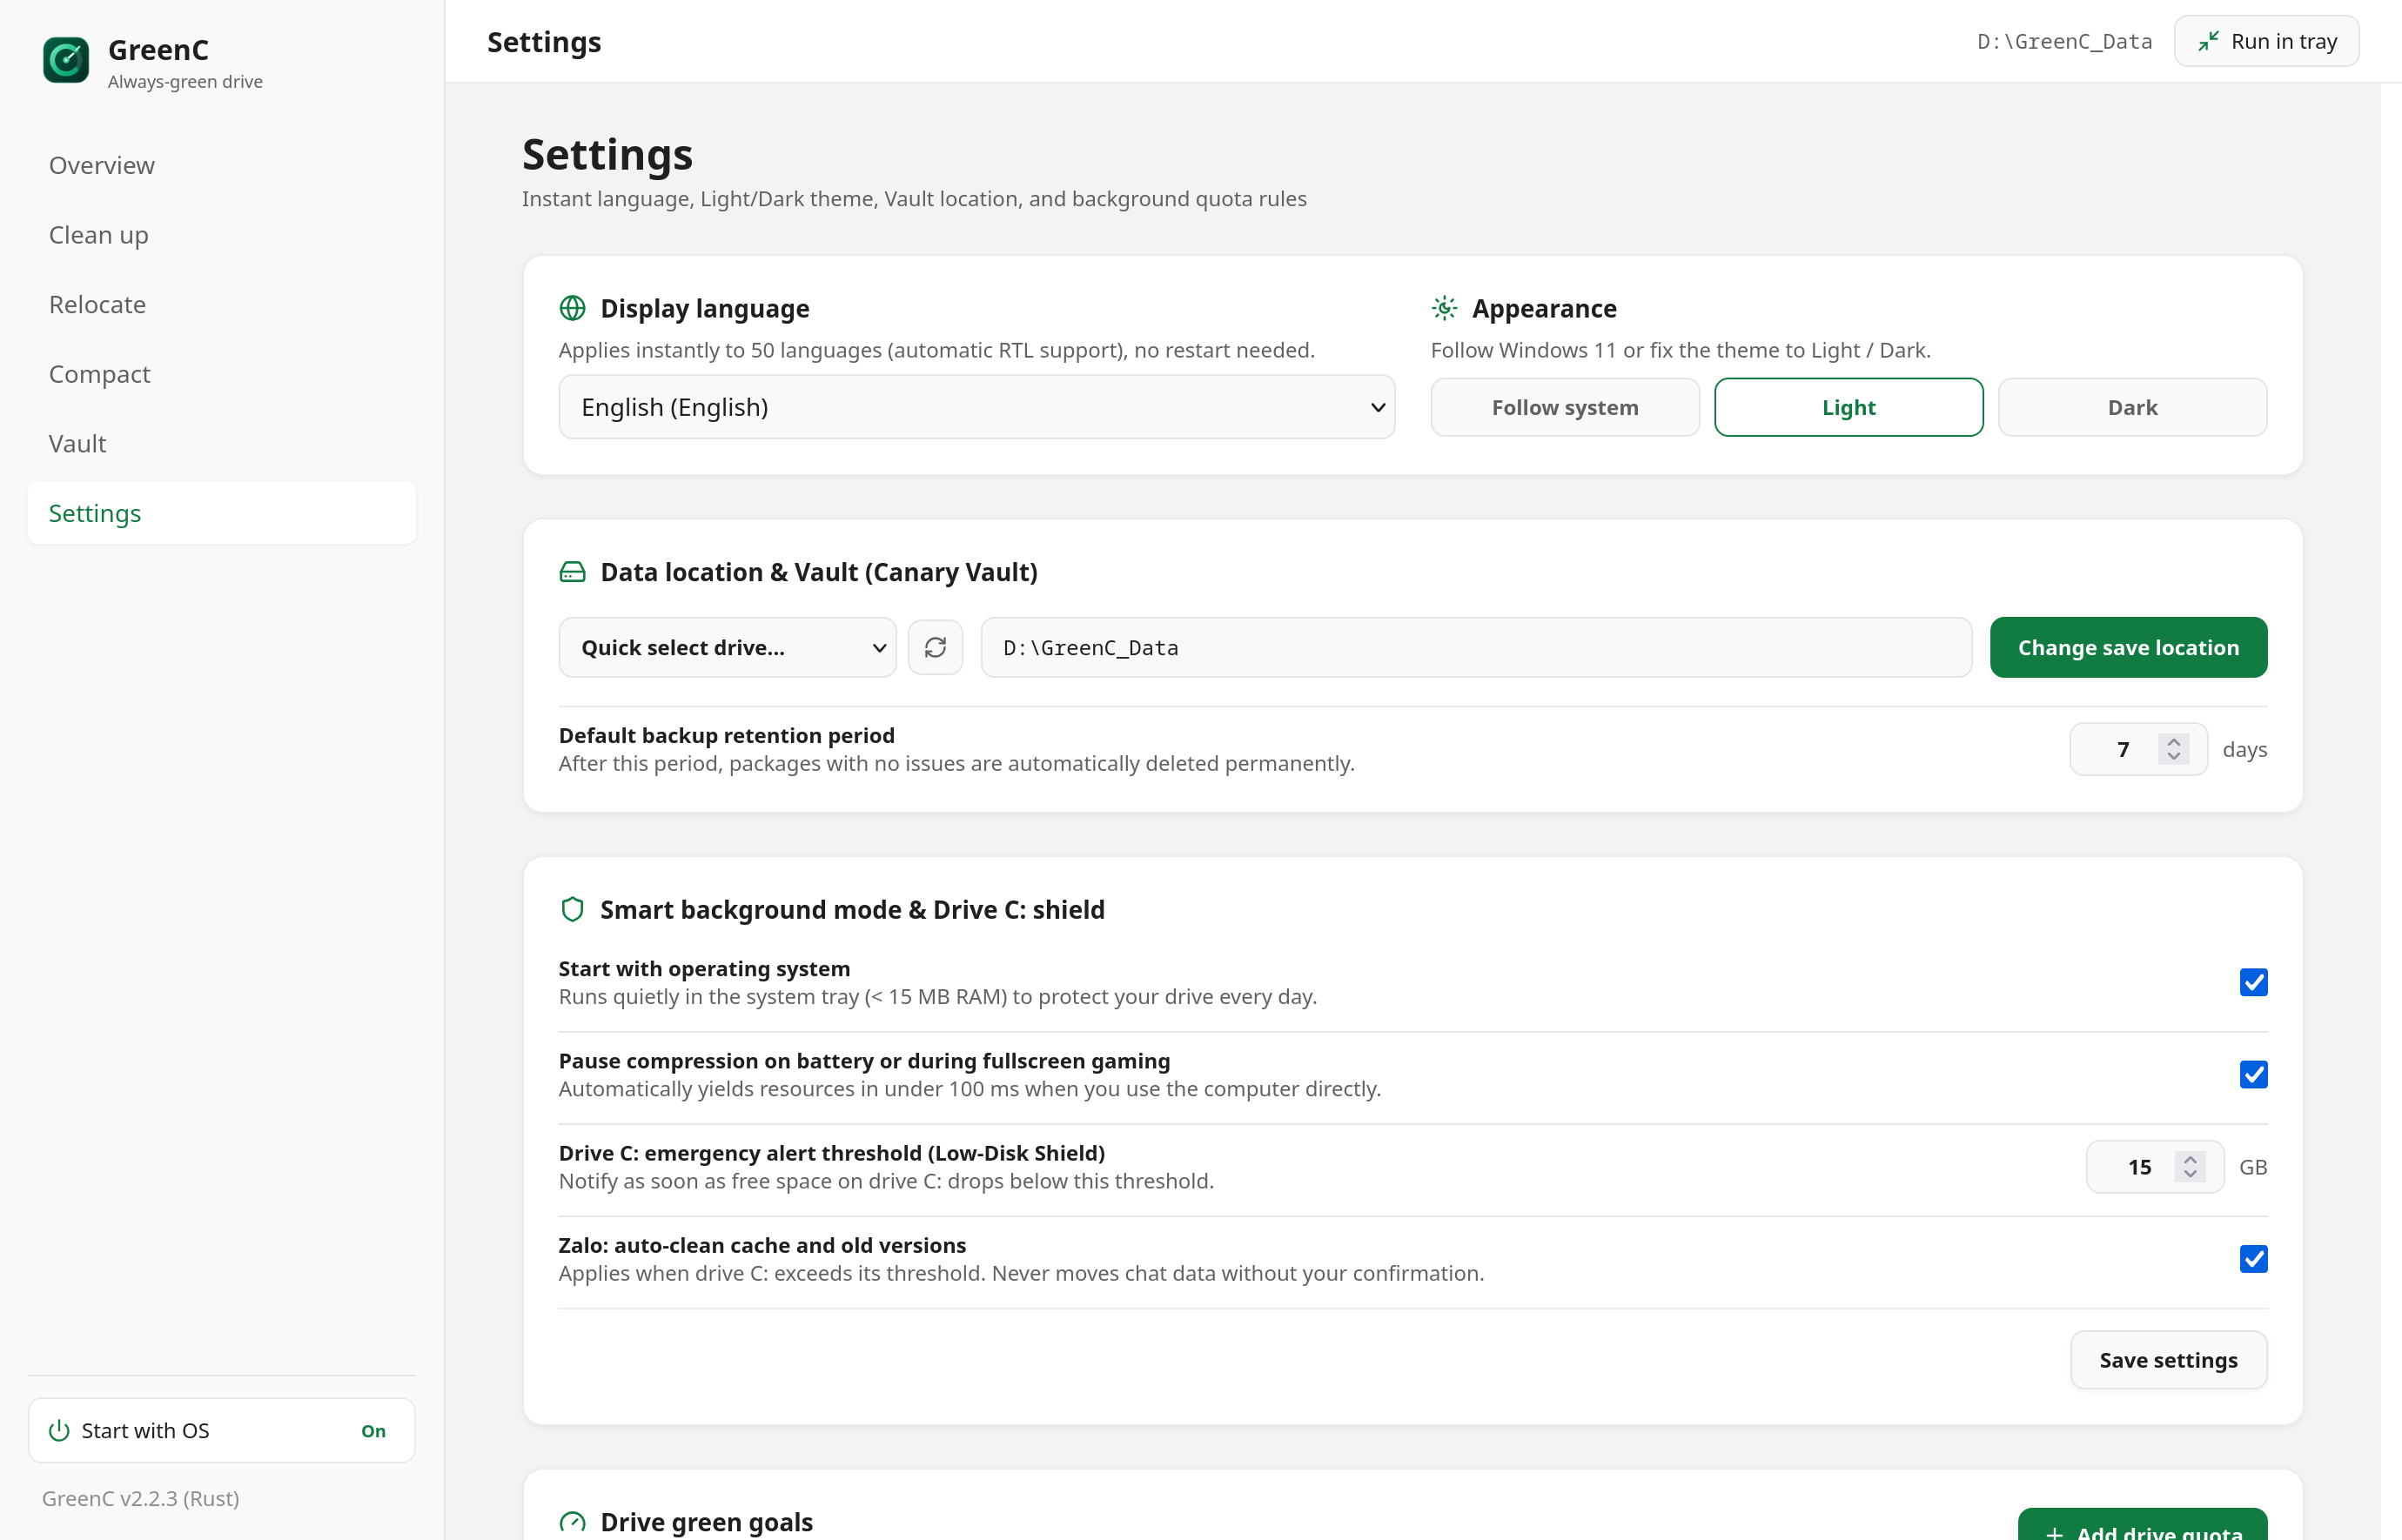 GreenC
Always-green drive
Overview
Clean up
Relocate
Compact
Vault
Settings
Start with OS
On
GreenC v2.2.3 (Rust)
Settings
D:\GreenC_Data
Run in tray
Settings
Instant language, Light/Dark theme, Vault location, and background quota rules
Display language
Applies instantly to 50 languages (automatic RTL support), no restart needed.
English (English)
Appearance
Follow Windows 11 or fix the theme to Light / Dark.
Follow system
Light
Dark
Data location & Vault (Canary Vault)
Quick select drive...
D:\GreenC_Data
Change save location
Default backup retention period
After this period, packages with no issues are automatically deleted permanently.
7
days
Smart background mode & Drive C: shield
Start with operating system
Runs quietly in the system tray (< 15 MB RAM) to protect your drive every day.
Pause compression on battery or during fullscreen gaming
Automatically yields resources in under 100 ms when you use the computer directly.
Drive C: emergency alert threshold (Low-Disk Shield)
Notify as soon as free space on drive C: drops below this threshold.
15
GB
Zalo: auto-clean cache and old versions
Applies when drive C: exceeds its threshold. Never moves chat data without your confirmation.
Save settings
Drive green goals
Add drive quota